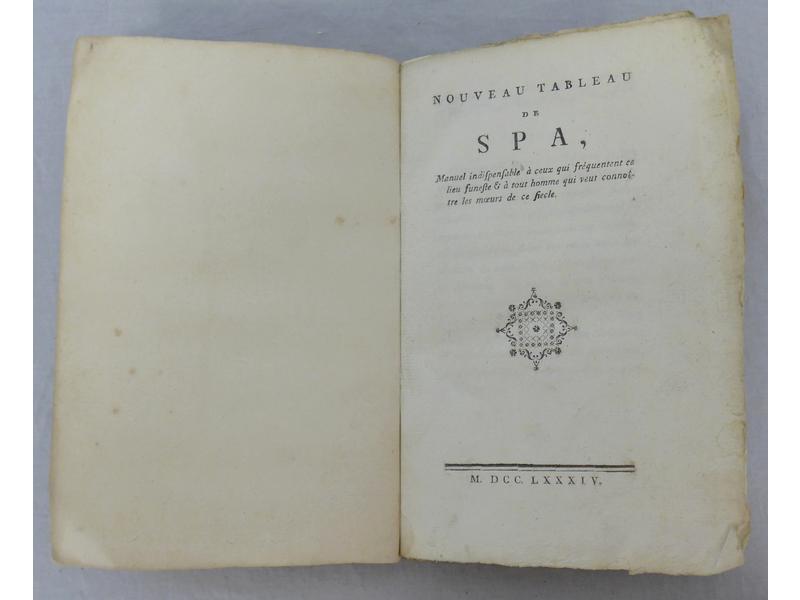 NOUVEAU TABLEAU
DE
SPA,
Manuel indiſpenſable à ceux qui fréquentent ce
lieu funeſte & à tout homme qui veut connoî-
tre les mœurs de ce ſiecle.
M. DCC. LXXXIV.